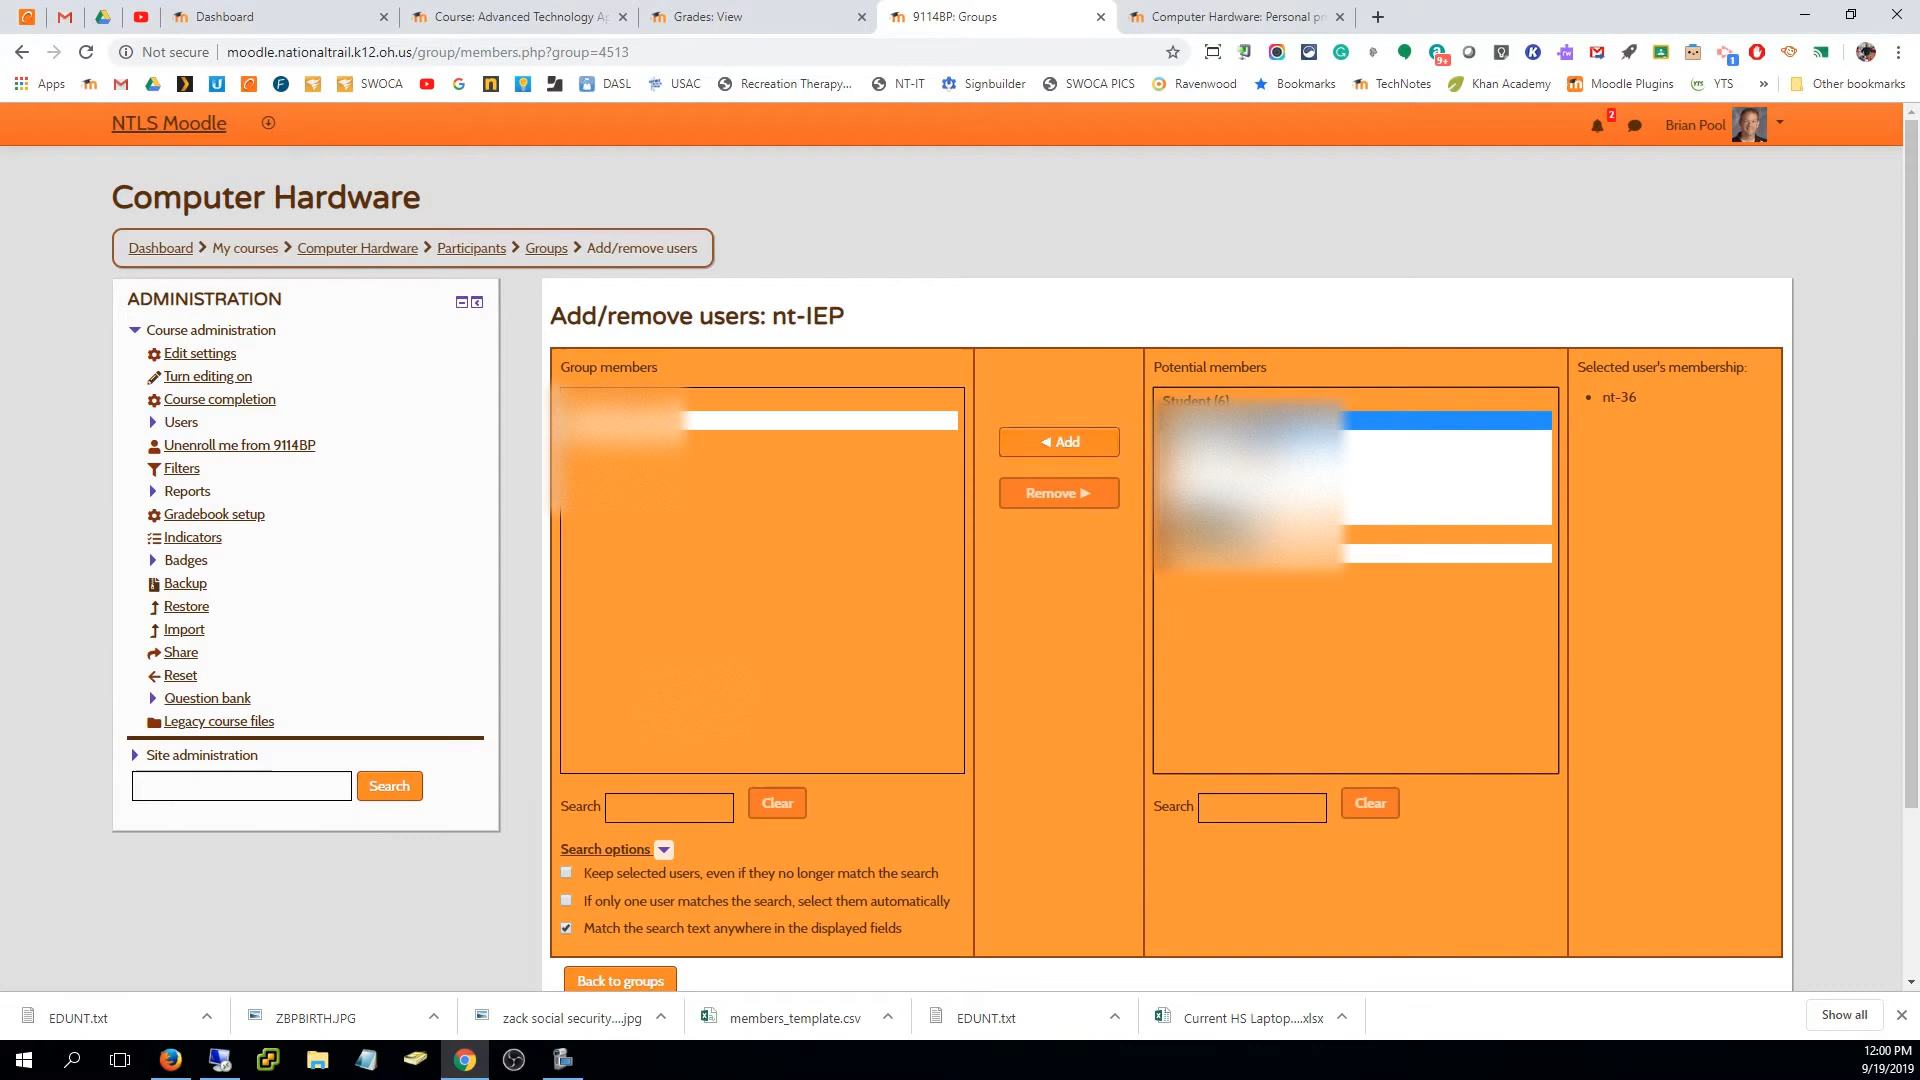 Dashboard
Course: Advanced Technology Ap
Grades: View
9114BP: Groups
Computer Hardware: Personal pr
Not secure
moodle.nationaltrail.k12.oh.us/group/members.php?group=4513
Apps
SWOCA
DASL
USAC
Recreation Therapy...
NT-IT
Signbuilder
SWOCA PICS
Ravenwood
Bookmarks
TechNotes
Khan Academy
Moodle Plugins
YTS
»
Other bookmarks
NTLS Moodle
2
Brian Pool
Computer Hardware
Dashboard > My courses > Computer Hardware > Participants > Groups > Add/remove users
ADMINISTRATION
Course administration
Edit settings
Turn editing on
Course completion
Users
Unenroll me from 9114BP
Filters
Reports
Gradebook setup
Indicators
Badges
Backup
Restore
Import
Share
Reset
Question bank
Legacy course files
Site administration
Search
Add/remove users: nt-IEP
Group members
◄ Add
Remove ►
Search
Clear
Search options
Keep selected users, even if they no longer match the search
If only one user matches the search, select them automatically
Match the search text anywhere in the displayed fields
Back to groups
Potential members
Student (6)
Search
Clear
Selected user's membership:
• nt-36
EDUNT.txt
ZBPBIRTH.JPG
zack social security....jpg
members_template.csv
EDUNT.txt
Current HS Laptop....xlsx
Show all
12:00 PM
9/19/2019